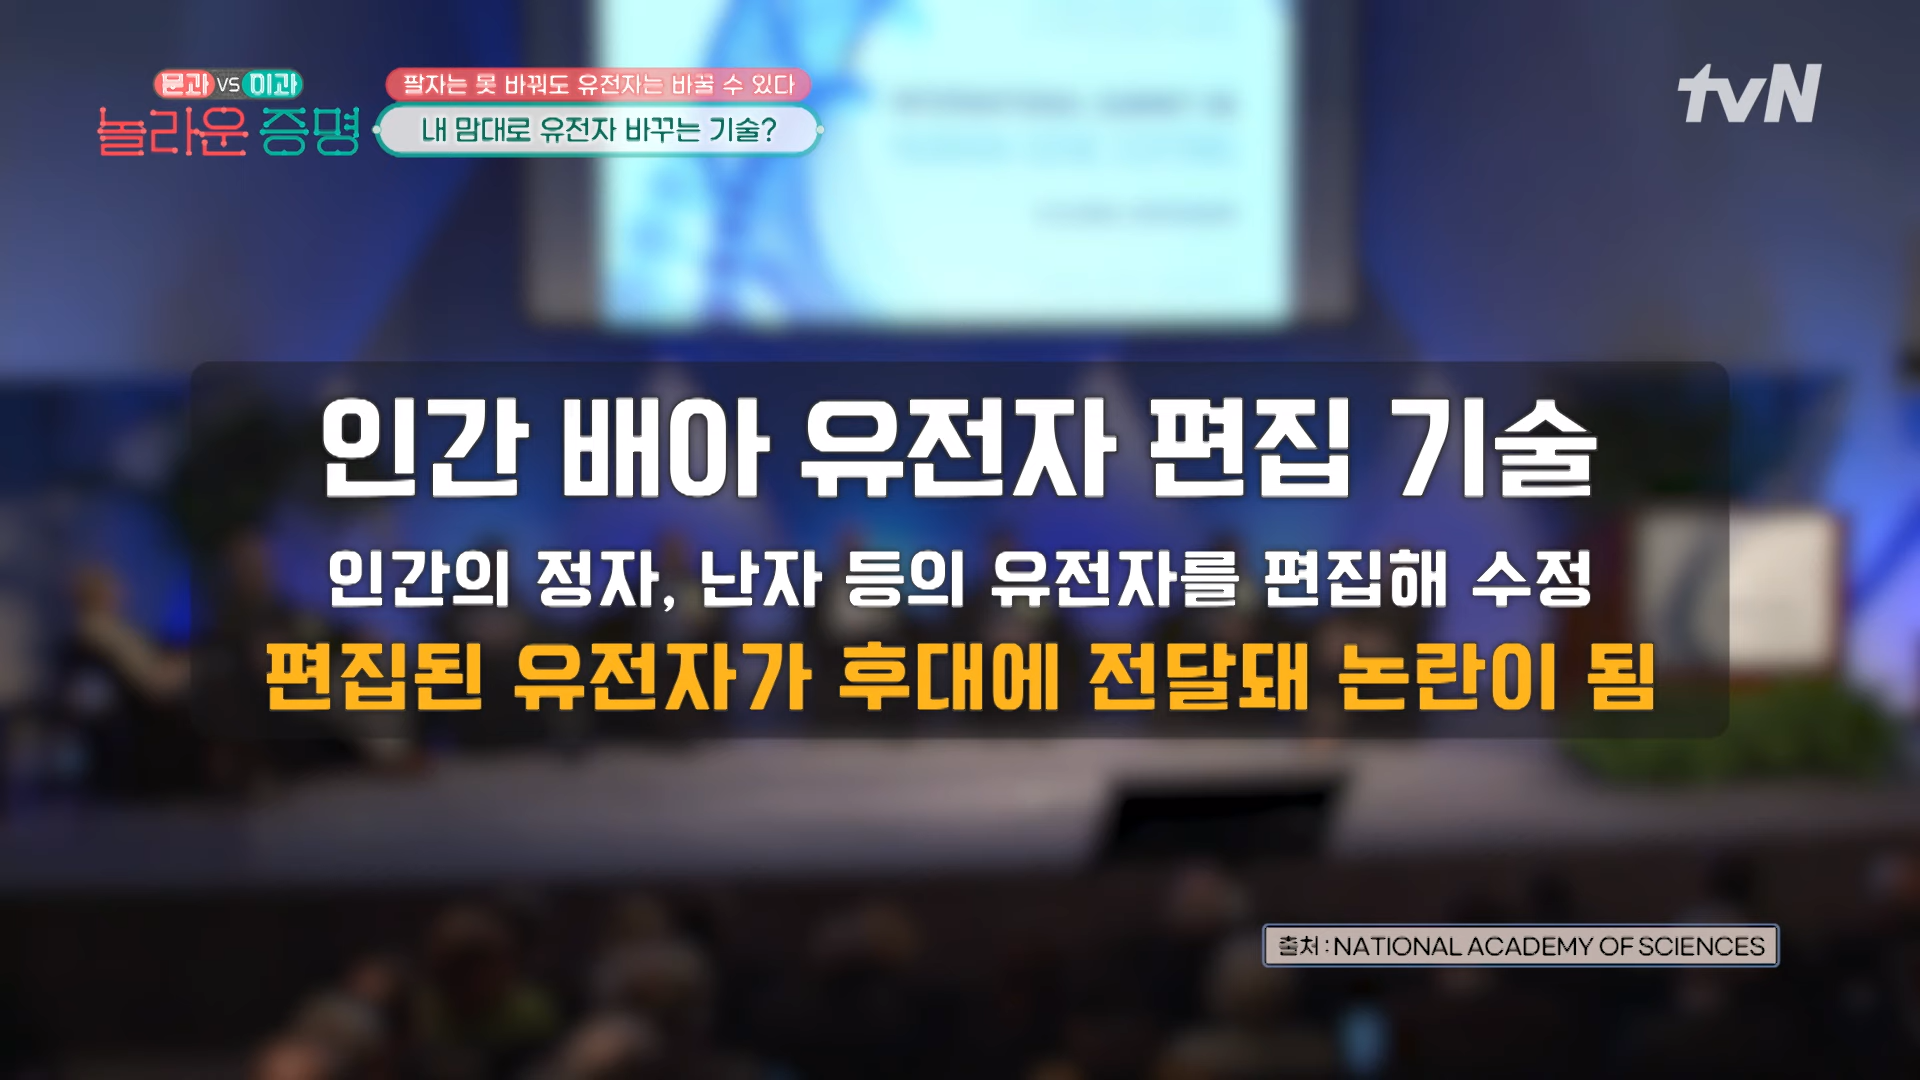 문과 VS 이과
놀라운 증명
팔자는 못 바꿔도 유전자는 바꿀 수 있다
내 맘대로 유전자 바꾸는 기술?
tvN
인간 배아 유전자 편집 기술
인간의 정자, 난자 등의 유전자를 편집해 수정
편집된 유전자가 후대에 전달돼 논란이 됨
출처 : NATIONAL ACADEMY OF SCIENCES